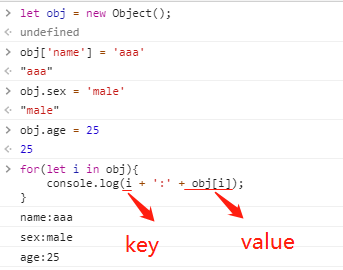 > let obj = new Object();
< undefined
> obj['name'] = 'aaa'
< "aaa"
> obj.sex = 'male'
< "male"
> obj.age = 25
< 25
> for(let i in obj){
console.log(i + ':' + obj[i]);
}
name:aaa
sex:male
age:25
key
value